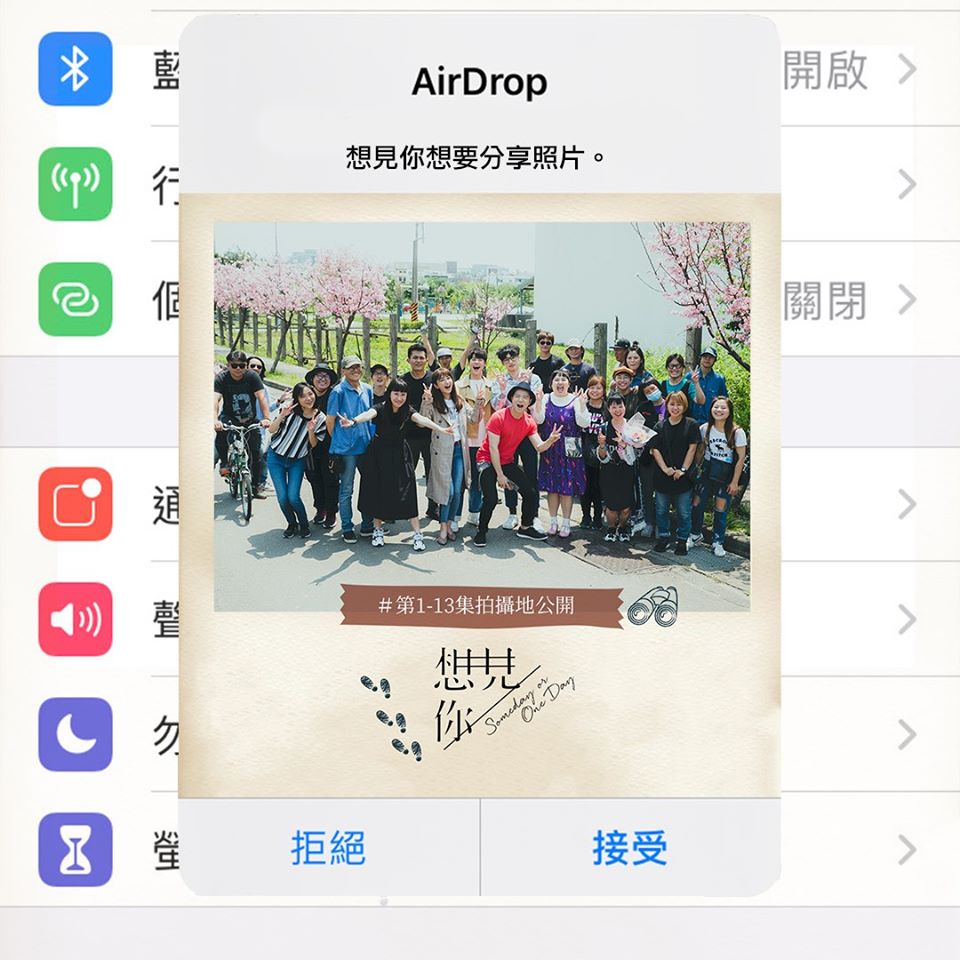 藍 開啟
AirDrop
想見你想要分享照片。
行
個 關閉
通
#第1-13集拍攝地公開
聲
想見
你
Someday or
One Day
勿
螢
拒絕
接受